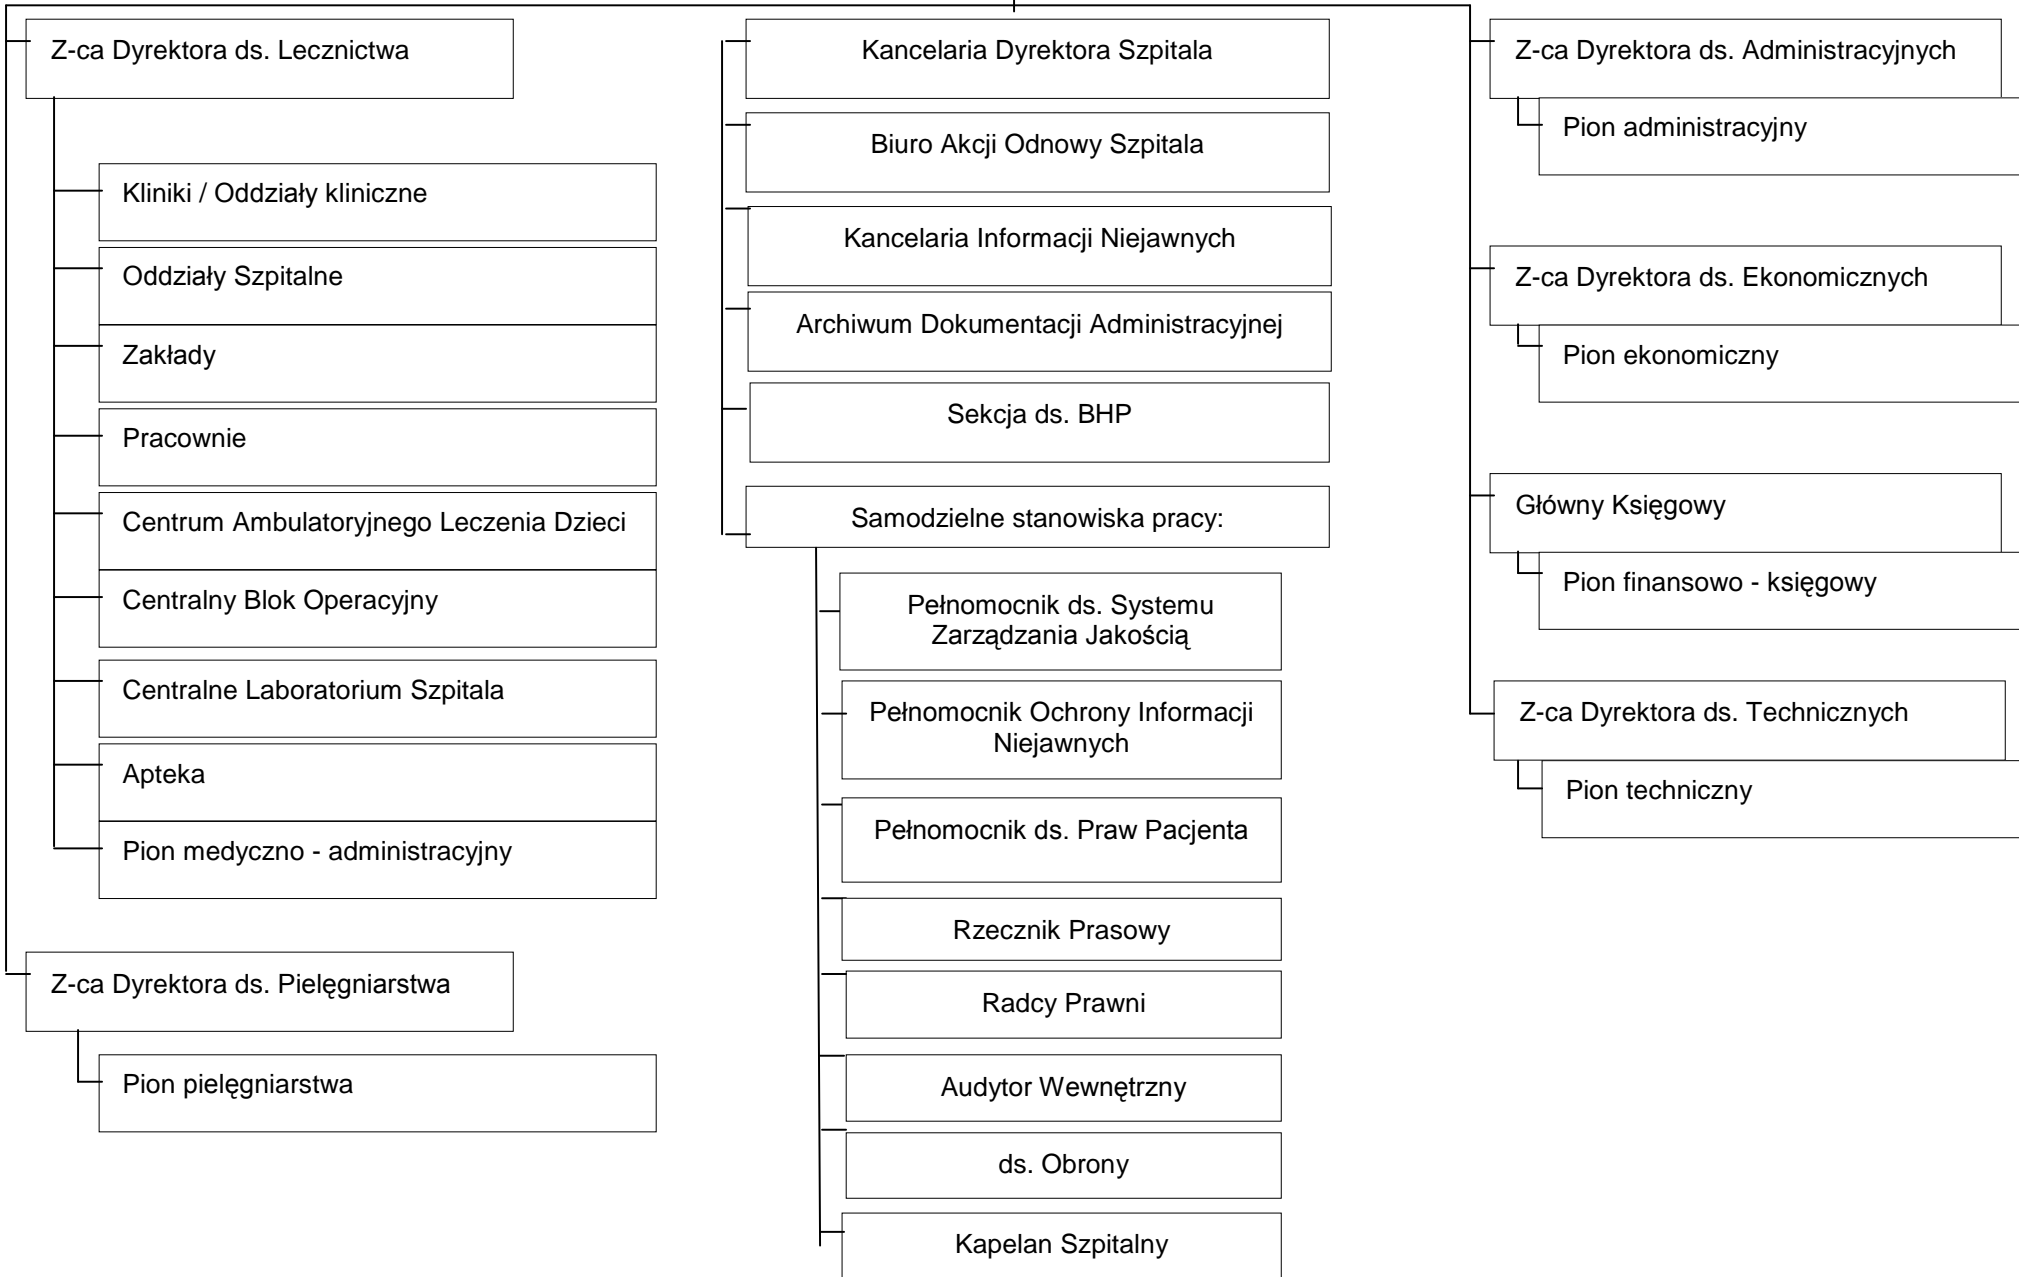 Z-ca Dyrektora ds. Lecznictwa
Kliniki / Oddziały kliniczne
Oddziały Szpitalne
Zakłady
Pracownie
Centrum Ambulatoryjnego Leczenia Dzieci
Centralny Blok Operacyjny
Centralne Laboratorium Szpitala
Apteka
Pion medyczno - administracyjny
Z-ca Dyrektora ds. Pielęgniarstwa
Pion pielęgniarstwa
Kancelaria Dyrektora Szpitala
Biuro Akcji Odnowy Szpitala
Kancelaria Informacji Niejawnych
Archiwum Dokumentacji Administracyjnej
Sekcja ds. BHP
Samodzielne stanowiska pracy:
Pełnomocnik ds. Systemu
Zarządzania Jakością
Pełnomocnik Ochrony Informacji
Niejawnych
Pełnomocnik ds. Praw Pacjenta
Rzecznik Prasowy
Radcy Prawni
Audytor Wewnętrzny
ds. Obrony
Kapelan Szpitalny
Z-ca Dyrektora ds. Administracyjnych
Pion administracyjny
Z-ca Dyrektora ds. Ekonomicznych
Pion ekonomiczny
Główny Księgowy
Pion finansowo - księgowy
Z-ca Dyrektora ds. Technicznych
Pion techniczny